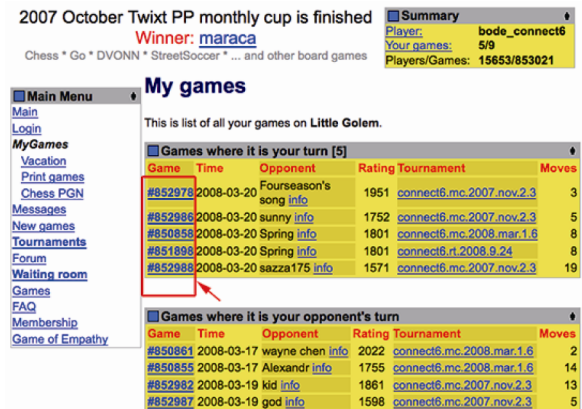 2007 October Twixt PP monthly cup is finished
Winner: maraca
Chess * Go * DVONN * StreetSoccer * ... and other board games
Summary
Player: bode_connect6
Your games: 5/9
Players/Games: 15653/853021
Main Menu
Main
Login
MyGames
Vacation
Print games
Chess PGN
Messages
New games
Tournaments
Forum
Waiting room
Games
FAQ
Membership
Game of Empathy
My games
This is list of all your games on Little Golem.
Games where it is your turn [5]
Game Time Opponent Rating Tournament Moves
#852978 2008-03-20 Fourseason's song info 1951 connect6.mc.2007.nov.2.3 3
#852986 2008-03-20 sunny info 1752 connect6.mc.2007.nov.2.3 5
#850858 2008-03-20 Spring info 1801 connect6.mc.2008.mar.1.6 8
#851898 2008-03-20 Spring info 1801 connect6.rt.2008.9.24 8
#852988 2008-03-20 sazza175 info 1571 connect6.mc.2007.nov.2.3 19
Games where it is your opponent's turn
Game Time Opponent Rating Tournament Moves
#850861 2008-03-17 wayne chen info 2022 connect6.mc.2008.mar.1.6 2
#850855 2008-03-17 Alexandr info 1755 connect6.mc.2008.mar.1.6 14
#852982 2008-03-19 kid info 1861 connect6.mc.2007.nov.2.3 13
#852987 2008-03-19 god info 1598 connect6.mc.2007.nov.2.3 5